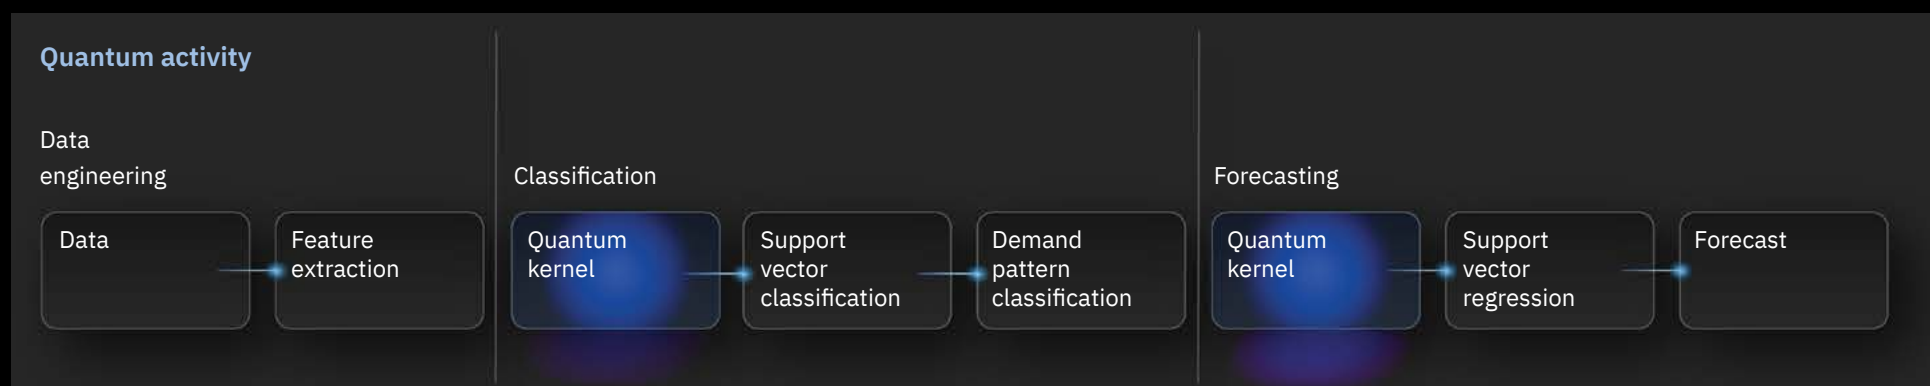 Quantum activity
Data
engineering
Classification
Forecasting
Data
Feature
extraction
Quantum
kernel
Support
vector
classification
Demand
pattern
classification
Quantum
kernel
Support
vector
regression
Forecast